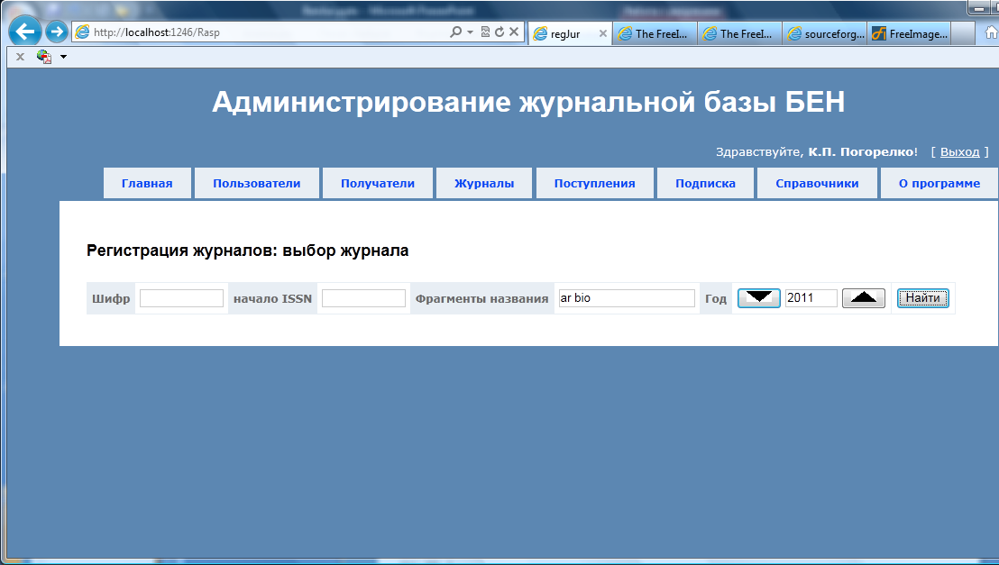 http://localhost:1246/Rasp
regJur
The FreeI...
The FreeI...
sourceforg...
FreeImage...
Администрирование журнальной базы БЕН
Здравствуйте, К.П. Погорелко! [ Выход ]
Главная Пользователи Получатели Журналы Поступления Подписка Справочники О программе
Регистрация журналов: выбор журнала
Шифр начало ISSN Фрагменты названия ar bio Год 2011 Найти